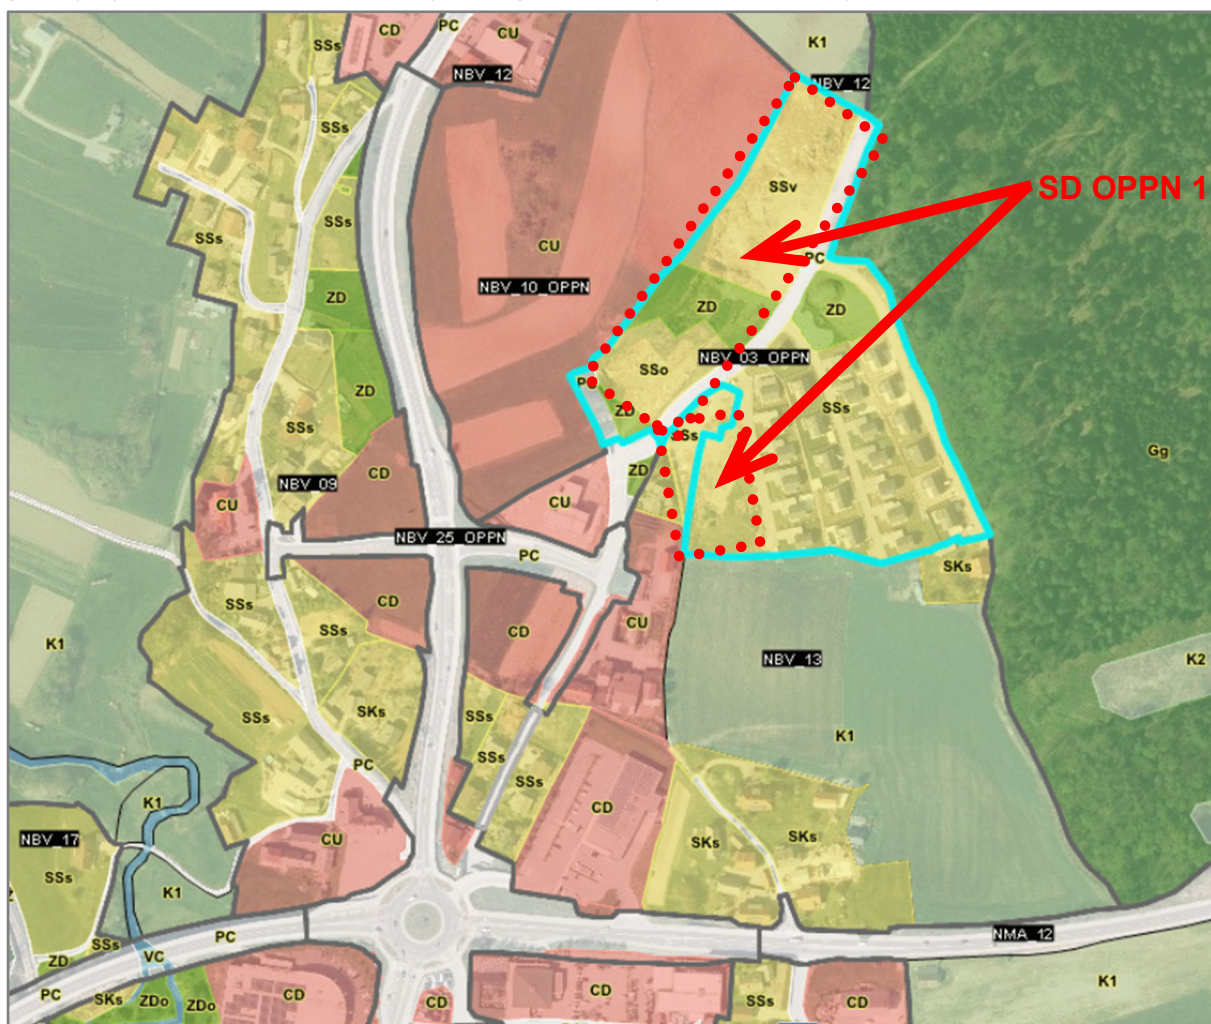 PC
CD
CU
SSs
K1
NBV_12
NBV_12
SSs
SSv
SD OPPN 1
SSs
SSs
CU
PC
NBV_10_OPPN
ZD
ZD
ZD
NBV_03_OPPN
SSo
ZD
SSs
ZD
SSs
SSs
Gg
CD
ZD
NBV_09
CU
CU
NBV_25_OPPN
PC
SKs
SSs
CD
SSs
CD
CU
K1
NBV_13
K2
SSs
SKs
SSs
K1
SSs
PC
SSs
K1
CD
NBV_17
CU
SKs
SKs
SSs
K1
SSs
PC
NMA_12
VC
ZD
K1
PC
SKs
ZDo
ZDo
CD
CD
CD
SSs
CD